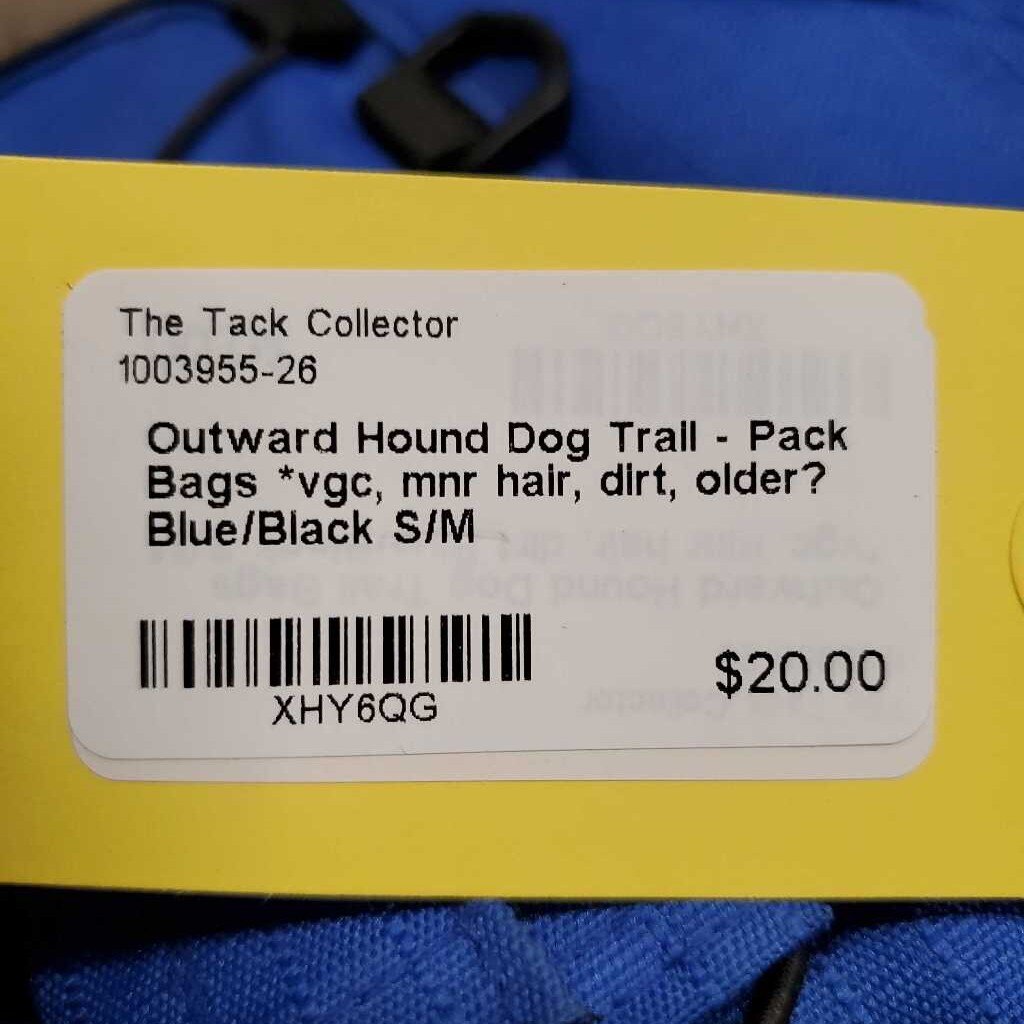 The Tack Collector
1003955-26
Outward Hound Dog Trail - Pack
Bags *vgc, mnr hair, dirt, older?
Blue/Black S/M
XHY6QG
$20.00